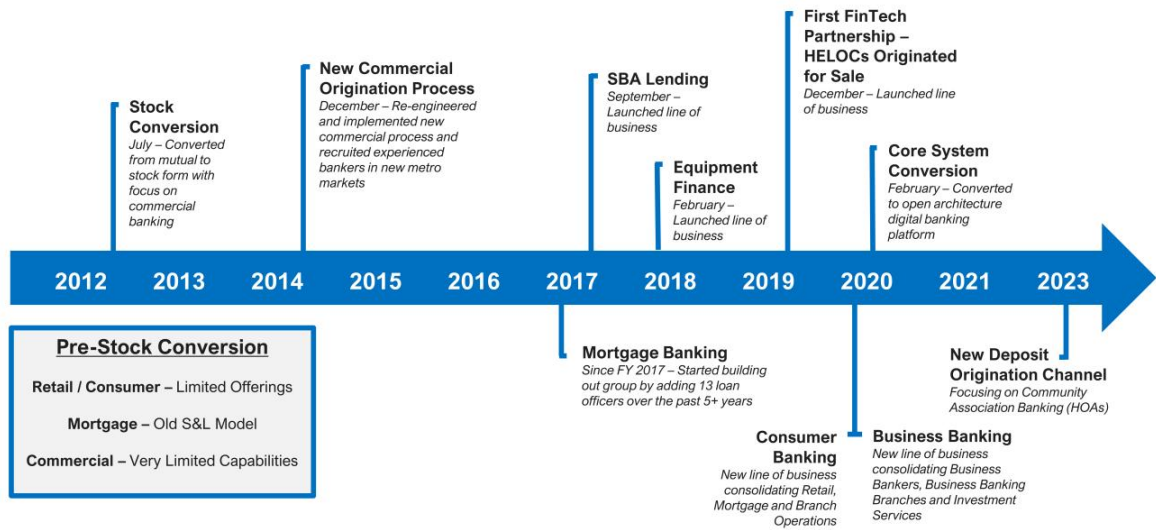 Stock
Conversion
July – Converted
from mutual to
stock form with
focus on
commercial
banking
New Commercial
Origination Process
December – Re-engineered
and implemented new
commercial process and
recruited experienced
bankers in new metro
markets
SBA Lending
September –
Launched line of
business
Equipment
Finance
February –
Launched line of
business
First FinTech
Partnership –
HELOCs Originated
for Sale
December – Launched
line of business
Core System
Conversion
February – Converted
to open architecture
digital banking
platform
2012 2013 2014 2015 2016 2017 2018 2019 2020 2021 2023
Pre-Stock Conversion
Retail / Consumer – Limited Offerings
Mortgage – Old S&L Model
Commercial – Very Limited Capabilities
Mortgage Banking
Since FY 2017 – Started building
out group by adding 13 loan
officers over the past 5+ years
Consumer
Banking
New line of business
consolidating Retail,
Mortgage and Branch
Operations
Business Banking
New line of business
consolidating Business
Bankers, Business Banking
Branches and Investment
Services
New Deposit
Origination Channel
Focusing on Community
Association Banking (HOAs)